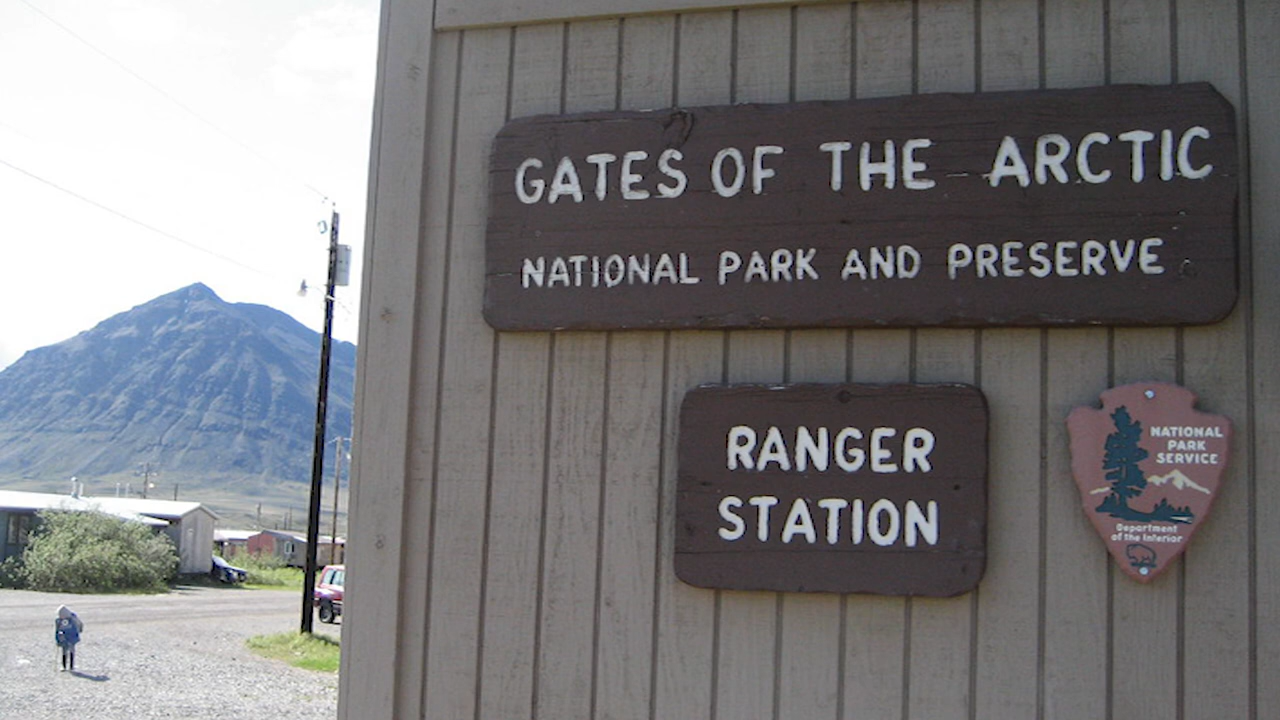 GATES OF THE ARCTIC
NATIONAL PARK AND PRESERVE
RANGER
STATION
NATIONAL
PARK
SERVICE
Department
of the Interior